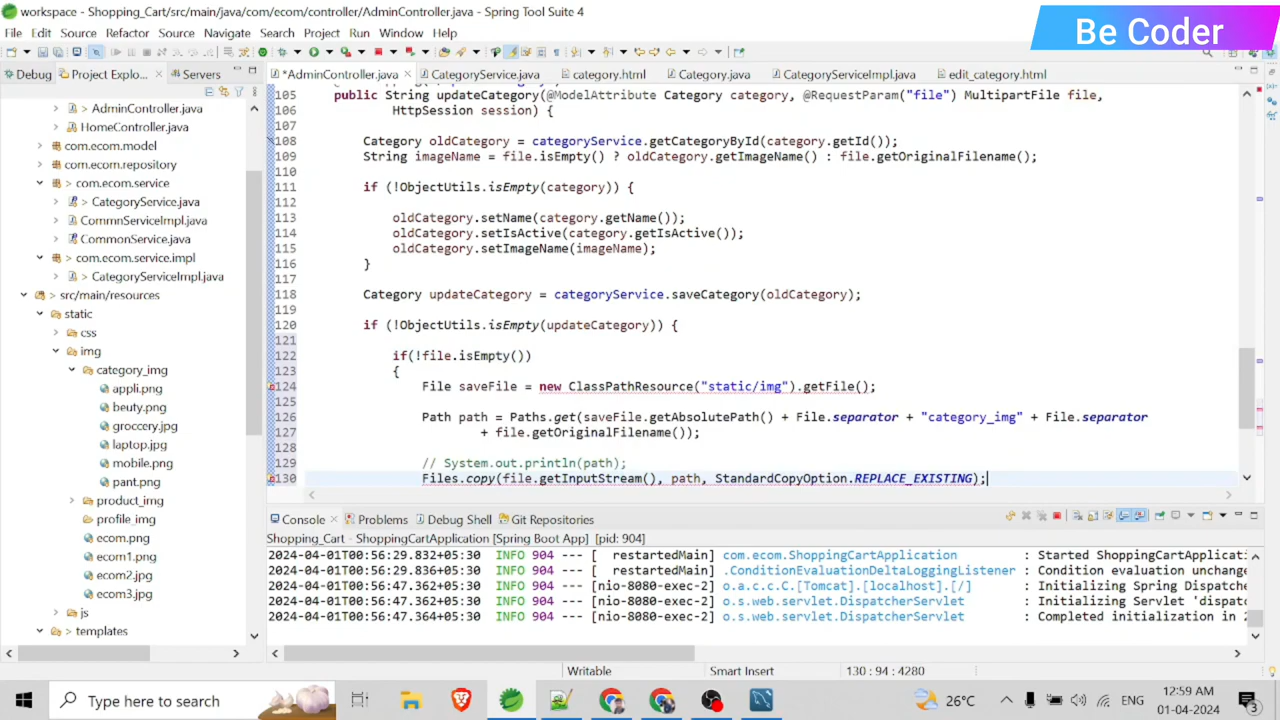 workspace - Shopping_Cart/src/main/java/com/ecom/controller/AdminController.java - Spring Tool Suite 4
Be Coder
File Edit Source Refactor Navigate Search Project Run Window Help
Debug Project Explo... Servers
*AdminController.java CategoryService.java category.html Category.java CategoryServiceImpl.java edit_category.html
AdminController.java
HomeController.java
com.ecom.model
com.ecom.repository
com.ecom.service
CategoryService.java
CommnServiceImpl.java
CommonService.java
com.ecom.service.impl
CategoryServiceImpl.java
src/main/resources
static
css
img
category_img
appli.png
beuty.png
groccery.jpg
laptop.jpg
mobile.png
pant.png
product_img
profile_img
ecom.png
ecom1.png
ecom2.jpg
ecom3.jpg
js
templates
105 public String updateCategory(@ModelAttribute Category category, @RequestParam("file") MultipartFile file,
106 HttpSession session) {
107
108 Category oldCategory = categoryService.getCategoryById(category.getId());
109 String imageName = file.isEmpty() ? oldCategory.getImageName() : file.getOriginalFilename();
110
111 if (!ObjectUtils.isEmpty(category)) {
112
113 oldCategory.setName(category.getName());
114 oldCategory.setIsActive(category.getIsActive());
115 oldCategory.setImageName(imageName);
116 }
117
118 Category updateCategory = categoryService.saveCategory(oldCategory);
119
120 if (!ObjectUtils.isEmpty(updateCategory)) {
121
122 if(!file.isEmpty())
123 {
124 File saveFile = new ClassPathResource("static/img").getFile();
125
126 Path path = Paths.get(saveFile.getAbsolutePath() + File.separator + "category_img" + File.separator
127 + file.getOriginalFilename());
128
129 // System.out.println(path);
130 Files.copy(file.getInputStream(), path, StandardCopyOption.REPLACE_EXISTING);
Console Problems Debug Shell Git Repositories
Shopping_Cart - ShoppingCartApplication [Spring Boot App] [pid: 904]
2024-04-01T00:56:29.832+05:30 INFO 904 --- [ restartedMain] com.ecom.ShoppingCartApplication : Started ShoppingCartApplicat
2024-04-01T00:56:29.836+05:30 INFO 904 --- [ restartedMain] .ConditionEvaluationDeltaLoggingListener : Condition evaluation unchange
2024-04-01T00:56:47.362+05:30 INFO 904 --- [nio-8080-exec-2] o.a.c.c.C.[Tomcat].[localhost].[/] : Initializing Spring Dispatche
2024-04-01T00:56:47.362+05:30 INFO 904 --- [nio-8080-exec-2] o.s.web.servlet.DispatcherServlet : Initializing Servlet 'dispatc
2024-04-01T00:56:47.364+05:30 INFO 904 --- [nio-8080-exec-2] o.s.web.servlet.DispatcherServlet : Completed initialization in 2
Writable Smart Insert 130 : 94 : 4280
Type here to search 26°C ENG 12:59 AM
01-04-2024 3